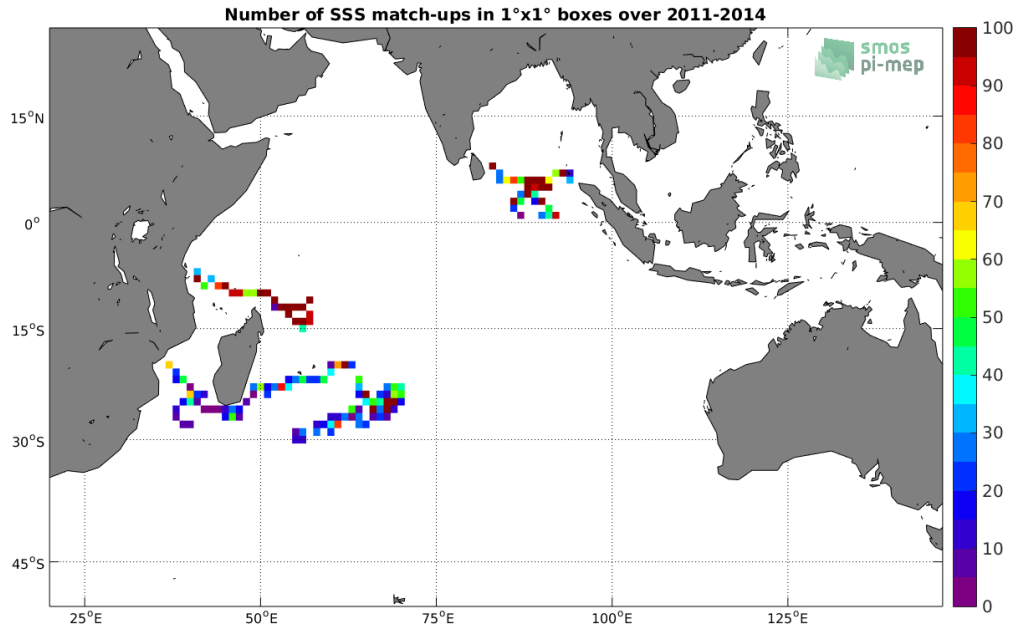 Number of SSS match-ups in 1°x1° boxes over 2011-2014
smos
pi-mep
100
90
80
70
60
50
40
30
20
10
0
15°N
0°
15°S
30°S
45°S
25°E
50°E
75°E
100°E
125°E